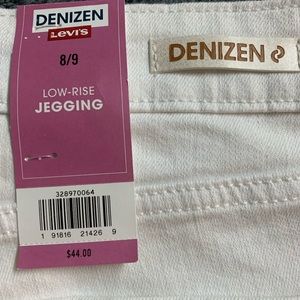 DENIZEN
Levi's
8/9
LOW-RISE
JEGGING
328970064
1 91816 21426 9
$44.00
DENIZEN